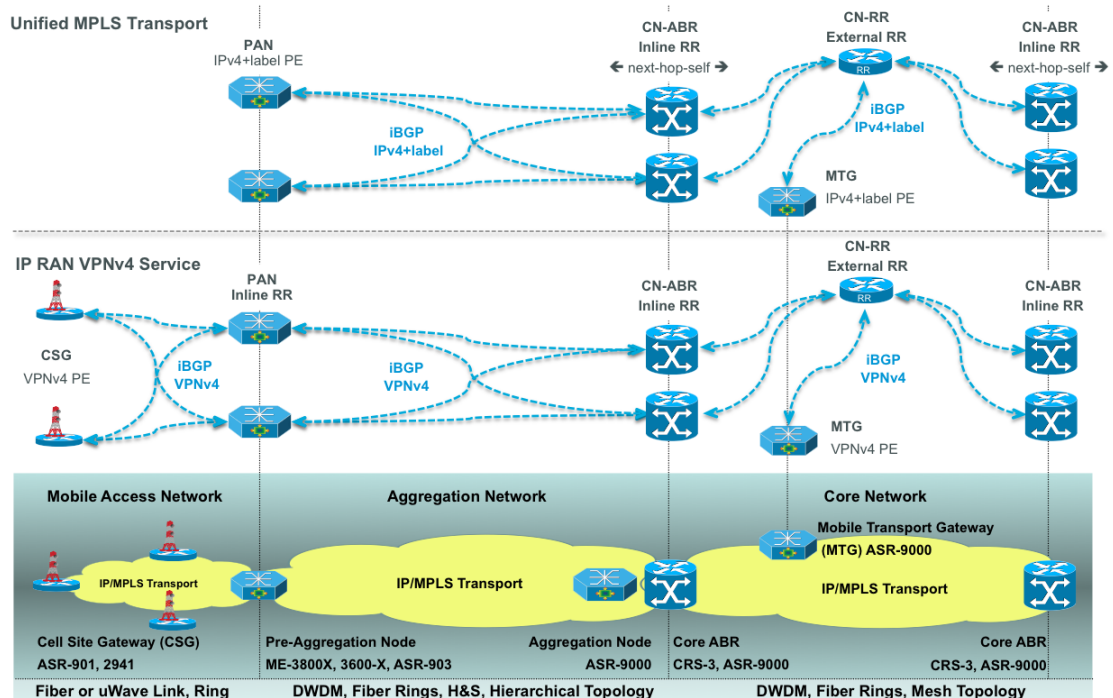 Unified MPLS Transport
PAN
IPv4+label PE
CN-ABR
Inline RR
next-hop-self
CN-RR
External RR
RR
CN-ABR
Inline RR
next-hop-self
iBGP
IPv4+label
iBGP
IPv4+label
MTG
IPv4+label PE
IP RAN VPNv4 Service
PAN
Inline RR
CN-ABR
Inline RR
CN-RR
External RR
RR
CN-ABR
Inline RR
CSG
VPNv4 PE
iBGP
VPNv4
iBGP
VPNv4
iBGP
VPNv4
MTG
VPNv4 PE
Mobile Access Network
Aggregation Network
Core Network
Mobile Transport Gateway
(MTG) ASR-9000
IP/MPLS Transport
IP/MPLS Transport
IP/MPLS Transport
Cell Site Gateway (CSG)
ASR-901, 2941
Pre-Aggregation Node
ME-3800X, 3600-X, ASR-903
Aggregation Node
ASR-9000
Core ABR
CRS-3, ASR-9000
Core ABR
CRS-3, ASR-9000
Fiber or uWave Link, Ring
DWDM, Fiber Rings, H&S, Hierarchical Topology
DWDM, Fiber Rings, Mesh Topology